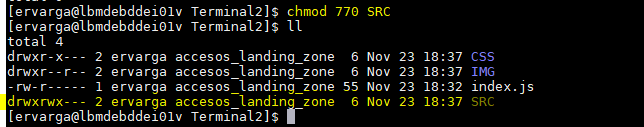 [ervarga@lbmdebddei01v Terminal2]$ chmod 770 SRC
[ervarga@lbmdebddei01v Terminal2]$ ll
total 4
drwxr-x--- 2 ervarga accesos_landing_zone  6 Nov 23 18:37 CSS
drwxr--r-- 2 ervarga accesos_landing_zone  6 Nov 23 18:37 IMG
.rw-r----- 1 ervarga accesos_landing_zone 55 Nov 23 18:32 index.js
drwxrwx--- 2 ervarga accesos_landing_zone  6 Nov 23 18:37 SRC
[ervarga@lbmdebddei01v Terminal2]$